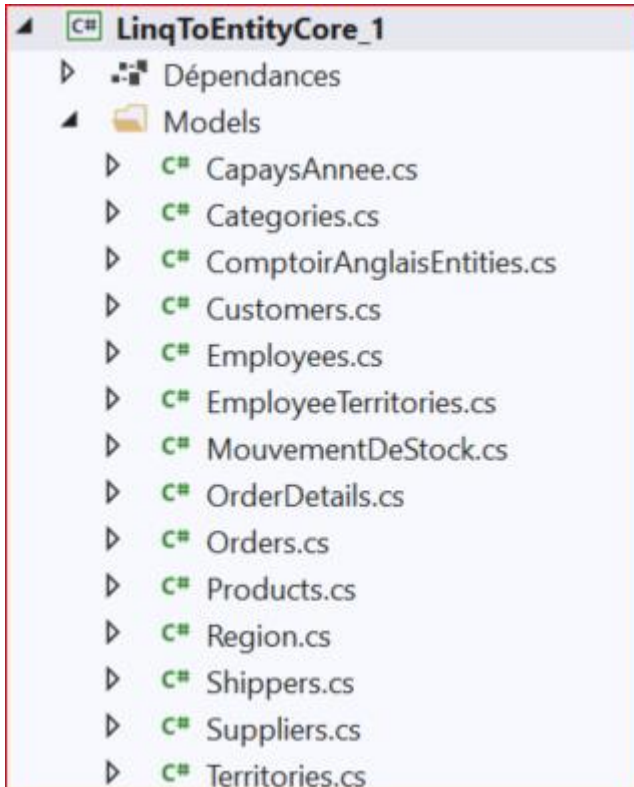 C# LinqToEntityCore_1
Dépendances
Models
C# CapaysAnnee.cs
C# Categories.cs
C# ComptoirAnglaisEntities.cs
C# Customers.cs
C# Employees.cs
C# EmployeeTerritories.cs
C# MouvementDeStock.cs
C# OrderDetails.cs
C# Orders.cs
C# Products.cs
C# Region.cs
C# Shippers.cs
C# Suppliers.cs
C# Territories.cs